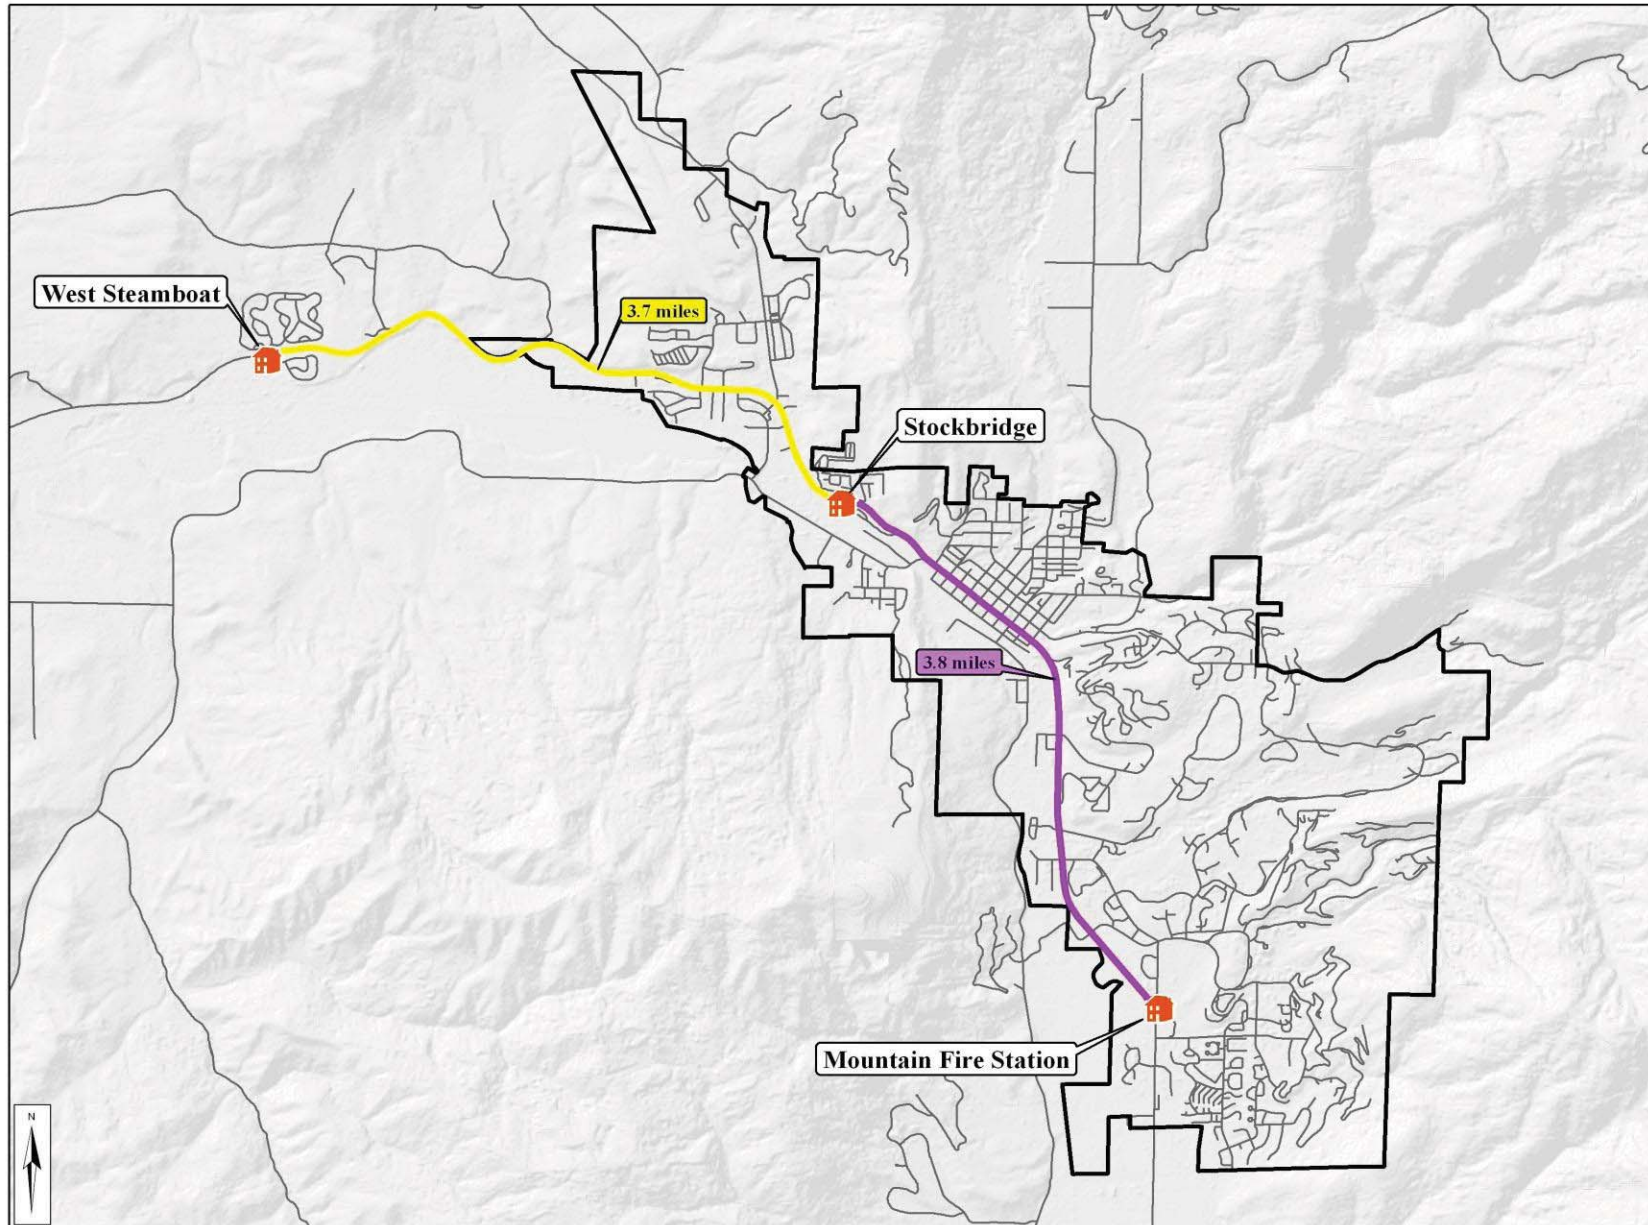 West Steamboat
3.7 miles
Stockbridge
3.8 miles
Mountain Fire Station
N